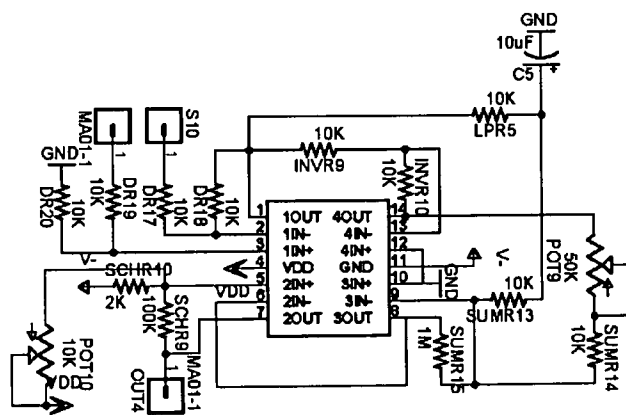 GND
10uF
C5
+
10K
LPR5
10K
INVR9
10K
INVR10
MA01-1
1
S10
1
GND
DR20
10K
DR19
10K
DR17
10K
DR18
10K
V-
1 1OUT 4OUT 14
2 1IN- 4IN- 13
3 1IN+ 4IN+ 12
4 VDD GND 11
5 2IN+ 3IN+ 10
6 2IN- 3IN- 9
7 2OUT 3OUT 8
V-
GND
VDD
SCHR10
2K
SCHR9
100K
POT10
10K
VDD
OUT4
1
MA01-1
SUMR15
1M
10K
SUMR13
50K
POT9
SUMR14
10K